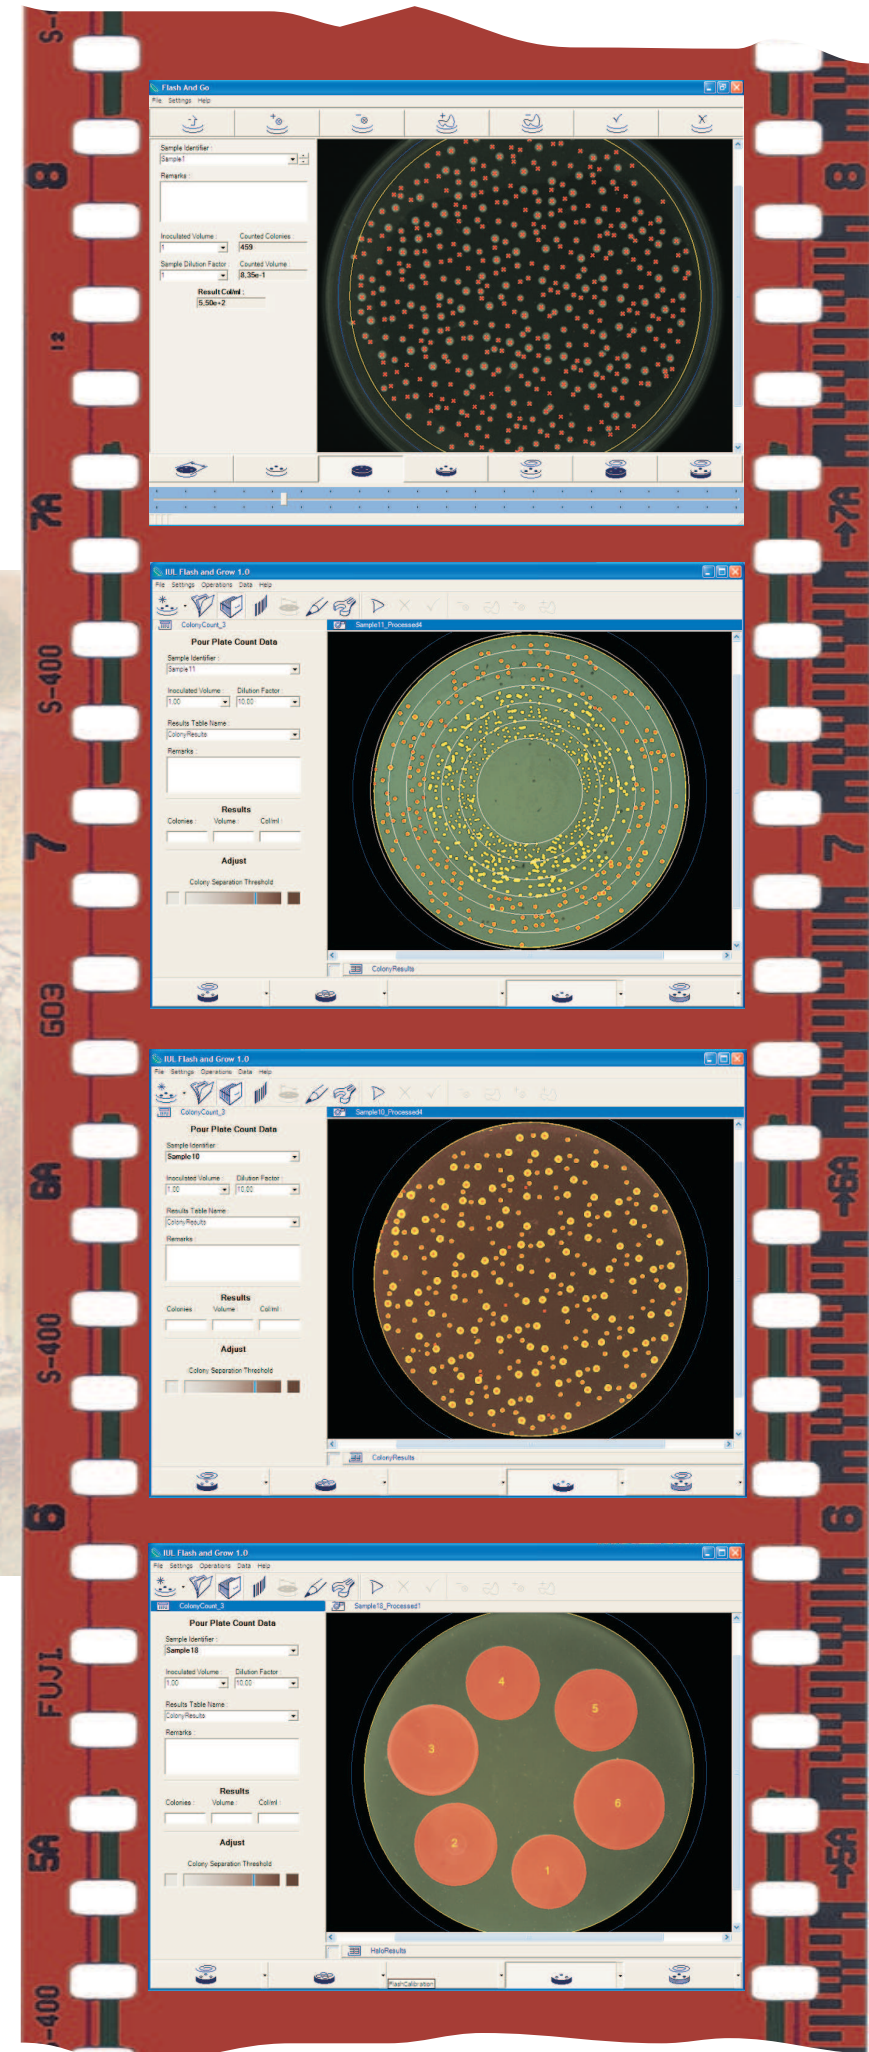 S-4
8
8
12
7A
7A
S-400
7
7
G03
6A
6A
S-400
6
6
FUJI
5A
5A
-400
Flash And Go
File Settings Help
Sample Identifier :
Sample1
Remarks :
Inoculated Volume : Counted Colonies :
1 459
Sample Dilution Factor : Counted Volume :
1 8,35e-1
Result Col/ml :
5,50e+2
IUL Flash and Grow 1.0
File Settings Operations Data Help
ColonyCount_3 Sample11_Processed4
Pour Plate Count Data
Sample Identifier :
Sample11
Inoculated Volume : Dilution Factor :
1,00 10,00
Results Table Name :
ColonyResults
Remarks :
Results
Colonies : Volume : Col/ml :
Adjust
Colony Separation Threshold
ColonyResults
IUL Flash and Grow 1.0
File Settings Operations Data Help
ColonyCount_3 Sample10_Processed4
Pour Plate Count Data
Sample Identifier :
Sample10
Inoculated Volume : Dilution Factor :
1,00 10,00
Results Table Name :
ColonyResults
Remarks :
Results
Colonies : Volume : Col/ml :
Adjust
Colony Separation Threshold
ColonyResults
IUL Flash and Grow 1.0
File Settings Operations Data Help
ColonyCount_3 Sample18_Processed1
Pour Plate Count Data
Sample Identifier :
Sample18
Inoculated Volume : Dilution Factor :
1,00 10,00
Results Table Name :
ColonyResults
Remarks :
Results
Colonies : Volume : Col/ml :
Adjust
Colony Separation Threshold
4
5
3
6
2
1
HaloResults
FlashCalibration